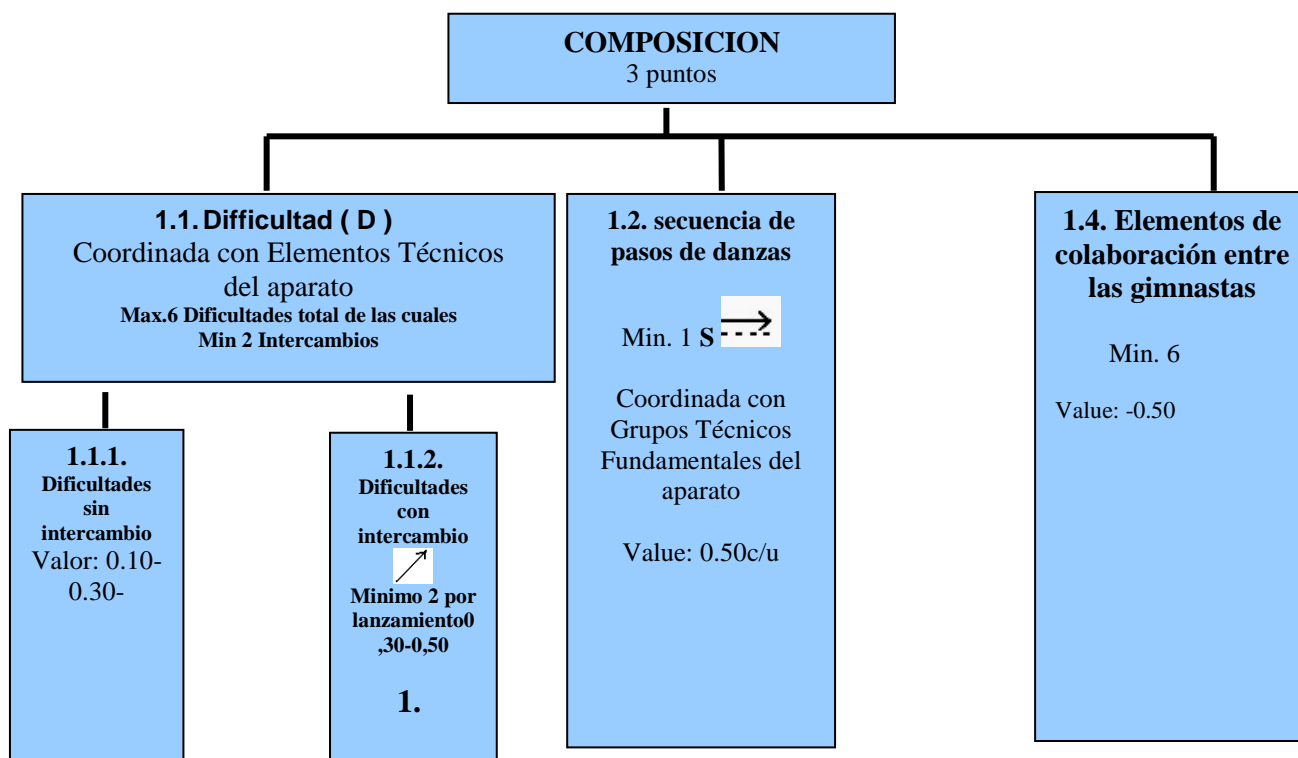 COMPOSICION
3 puntos
1.1. Difficultad ( D )
Coordinada con Elementos Técnicos
del aparato
Max.6 Dificultades total de las cuales
Min 2 Intercambios
1.1.1.
Dificultades
sin
intercambio
Valor: 0.10-
0.30-
1.1.2.
Dificultades
con
intercambio
Minimo 2 por
lanzamiento0
,30-0,50
1.
1.2. secuencia de
pasos de danzas
Min. 1 S
Coordinada con
Grupos Técnicos
Fundamentales del
aparato
Value: 0.50c/u
1.4. Elementos de
colaboración entre
las gimnastas
Min. 6
Value: -0.50